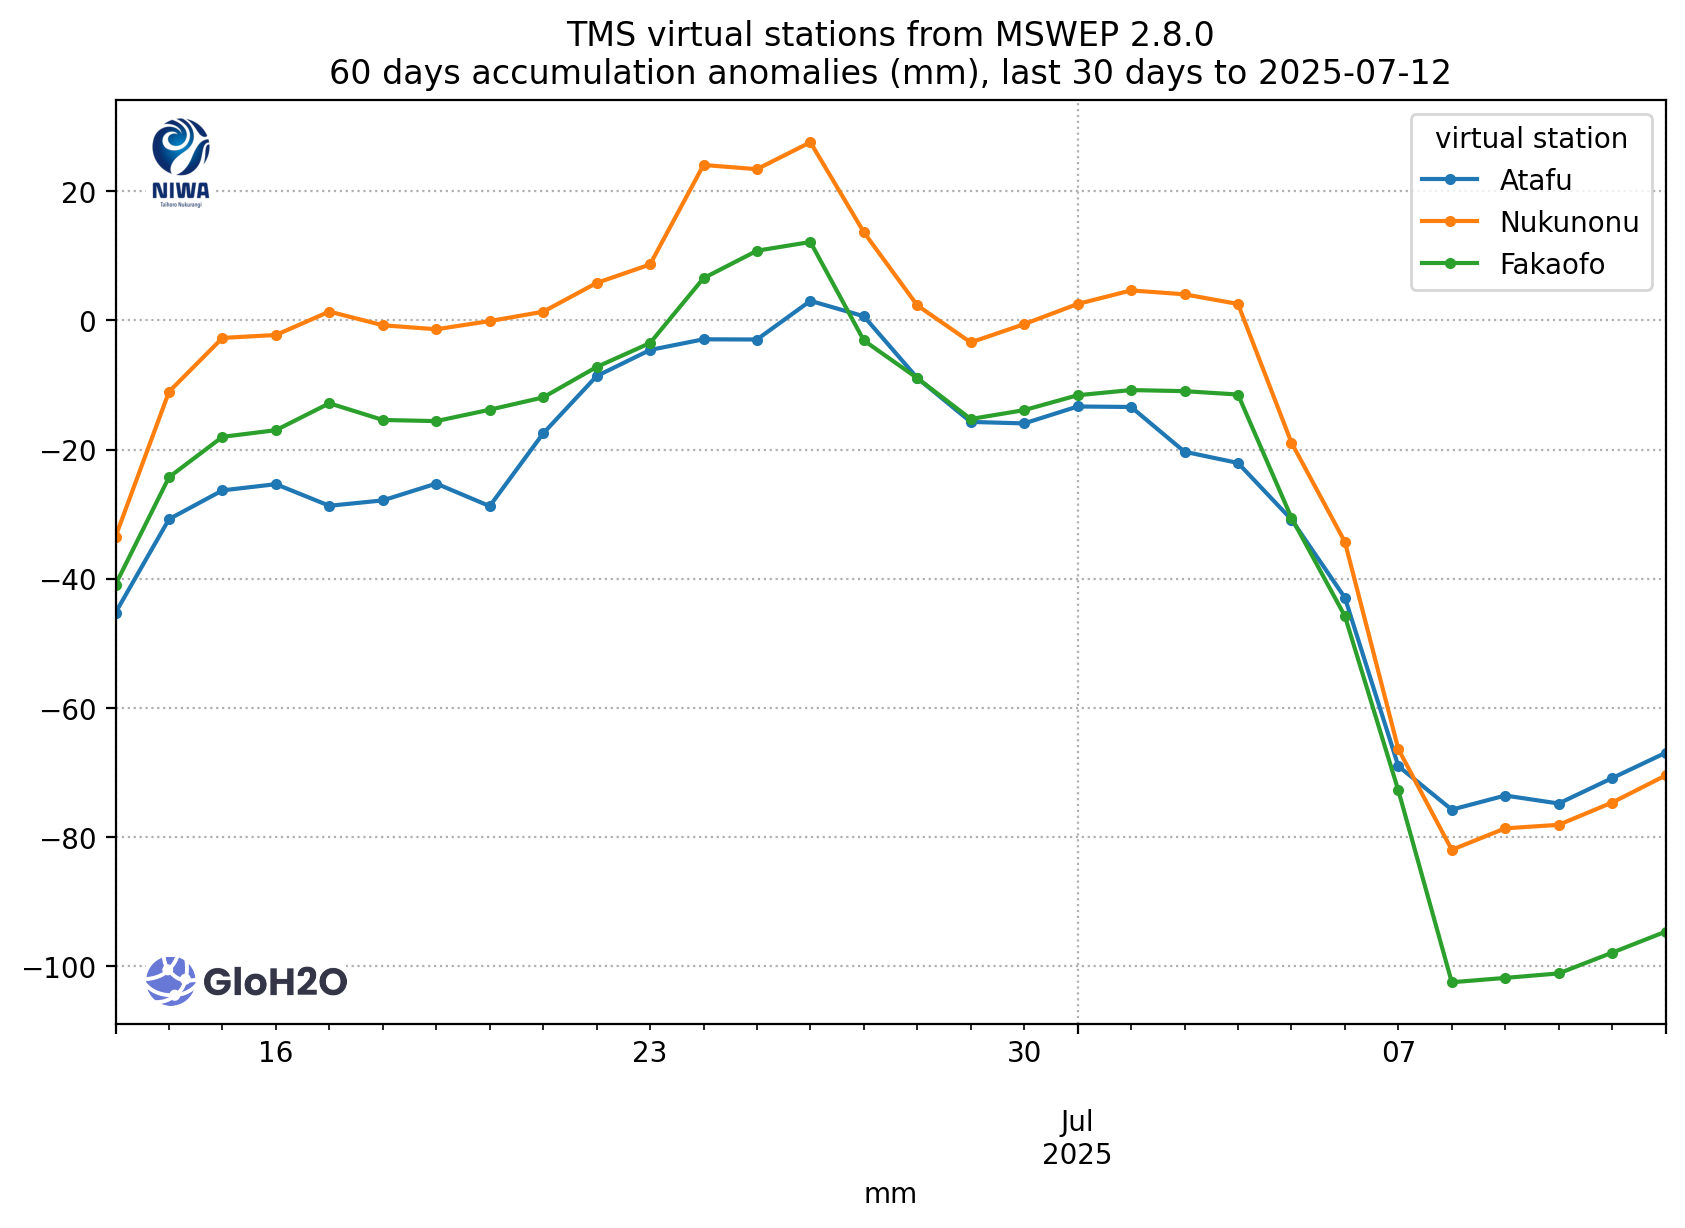 TMS virtual stations from MSWEP 2.8.0
60 days accumulation anomalies (mm), last 30 days to 2025-07-12
NIWA
Taihoro Nukurangi
virtual station
Atafu
Nukunonu
Fakaofo
20
0
−20
−40
−60
−80
−100
GloH2O
16
23
30
07
Jul
2025
mm